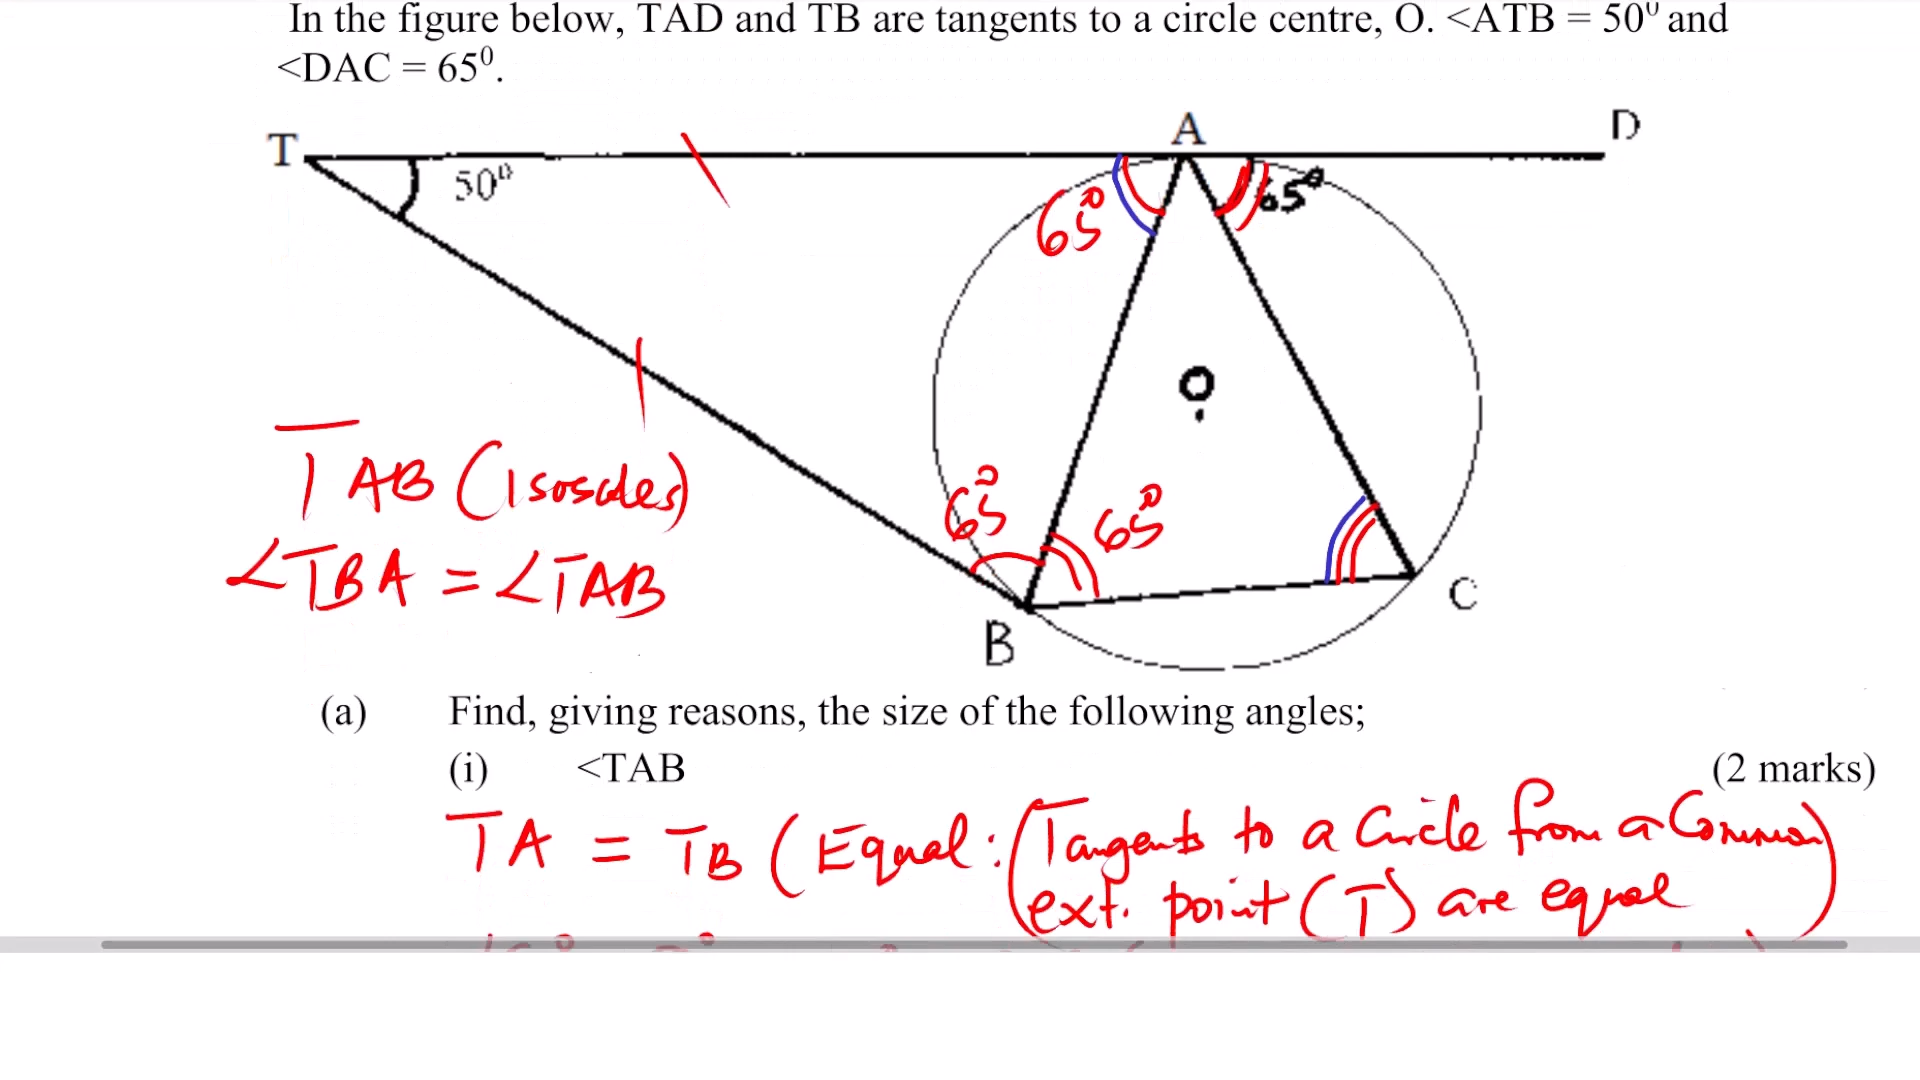 In the figure below, TAD and TB are tangents to a circle centre, O. <ATB = 50⁰ and
<DAC = 65⁰.
T
A
D
50⁰
65⁰
65⁰
O
TAB (Isosceles)
65⁰
65⁰
<TBA = <TAB
C
B
(a) Find, giving reasons, the size of the following angles;
(i) <TAB (2 marks)
TA = TB (Equal: (Tangents to a Circle from a Common)
ext. point (T) are equal